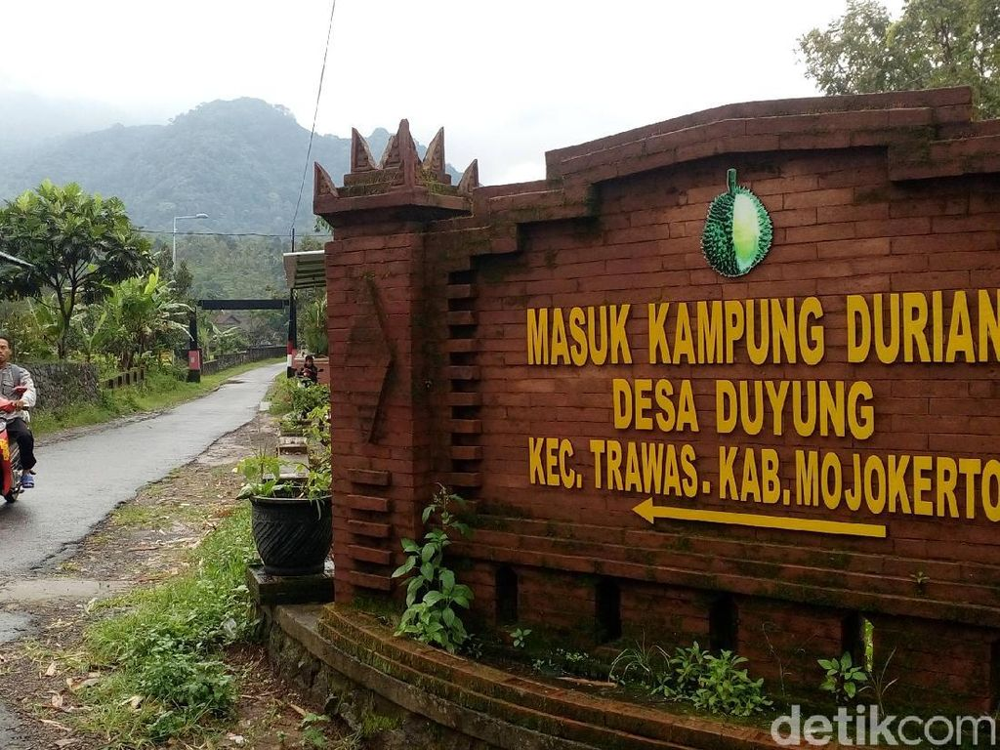 MASUK KAMPUNG DURIAN
DESA DUYUNG
KEC. TRAWAS. KAB. MOJOKERTO
detikcom